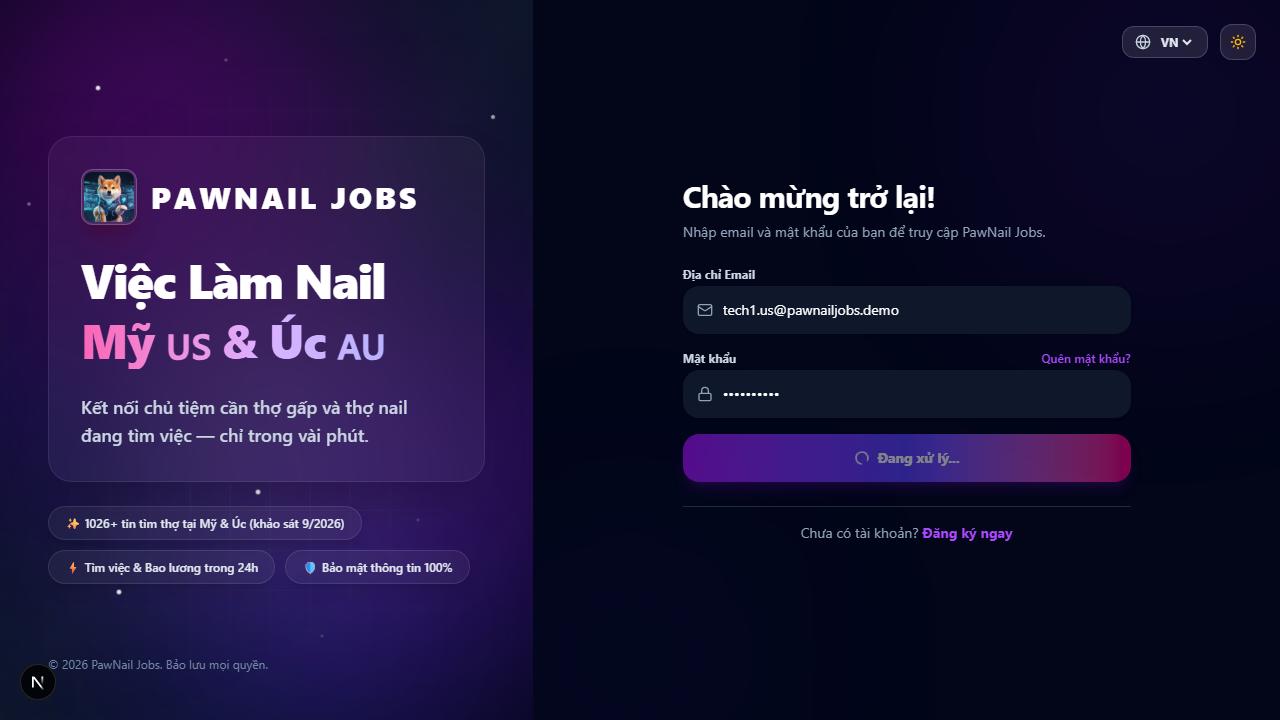 VN
PAWNAIL JOBS
Việc Làm Nail
Mỹ US & Úc AU
Kết nối chủ tiệm cần thợ gấp và thợ nail
đang tìm việc — chỉ trong vài phút.
✨ 1026+ tin tìm thợ tại Mỹ & Úc (khảo sát 9/2026)
⚡ Tìm việc & Bao lương trong 24h
🛡️ Bảo mật thông tin 100%
© 2026 PawNail Jobs. Bảo lưu mọi quyền.
N
Chào mừng trở lại!
Nhập email và mật khẩu của bạn để truy cập PawNail Jobs.
Địa chỉ Email
tech1.us@pawnailjobs.demo
Mật khẩu
Quên mật khẩu?
••••••••••
Đang xử lý...
Chưa có tài khoản? Đăng ký ngay